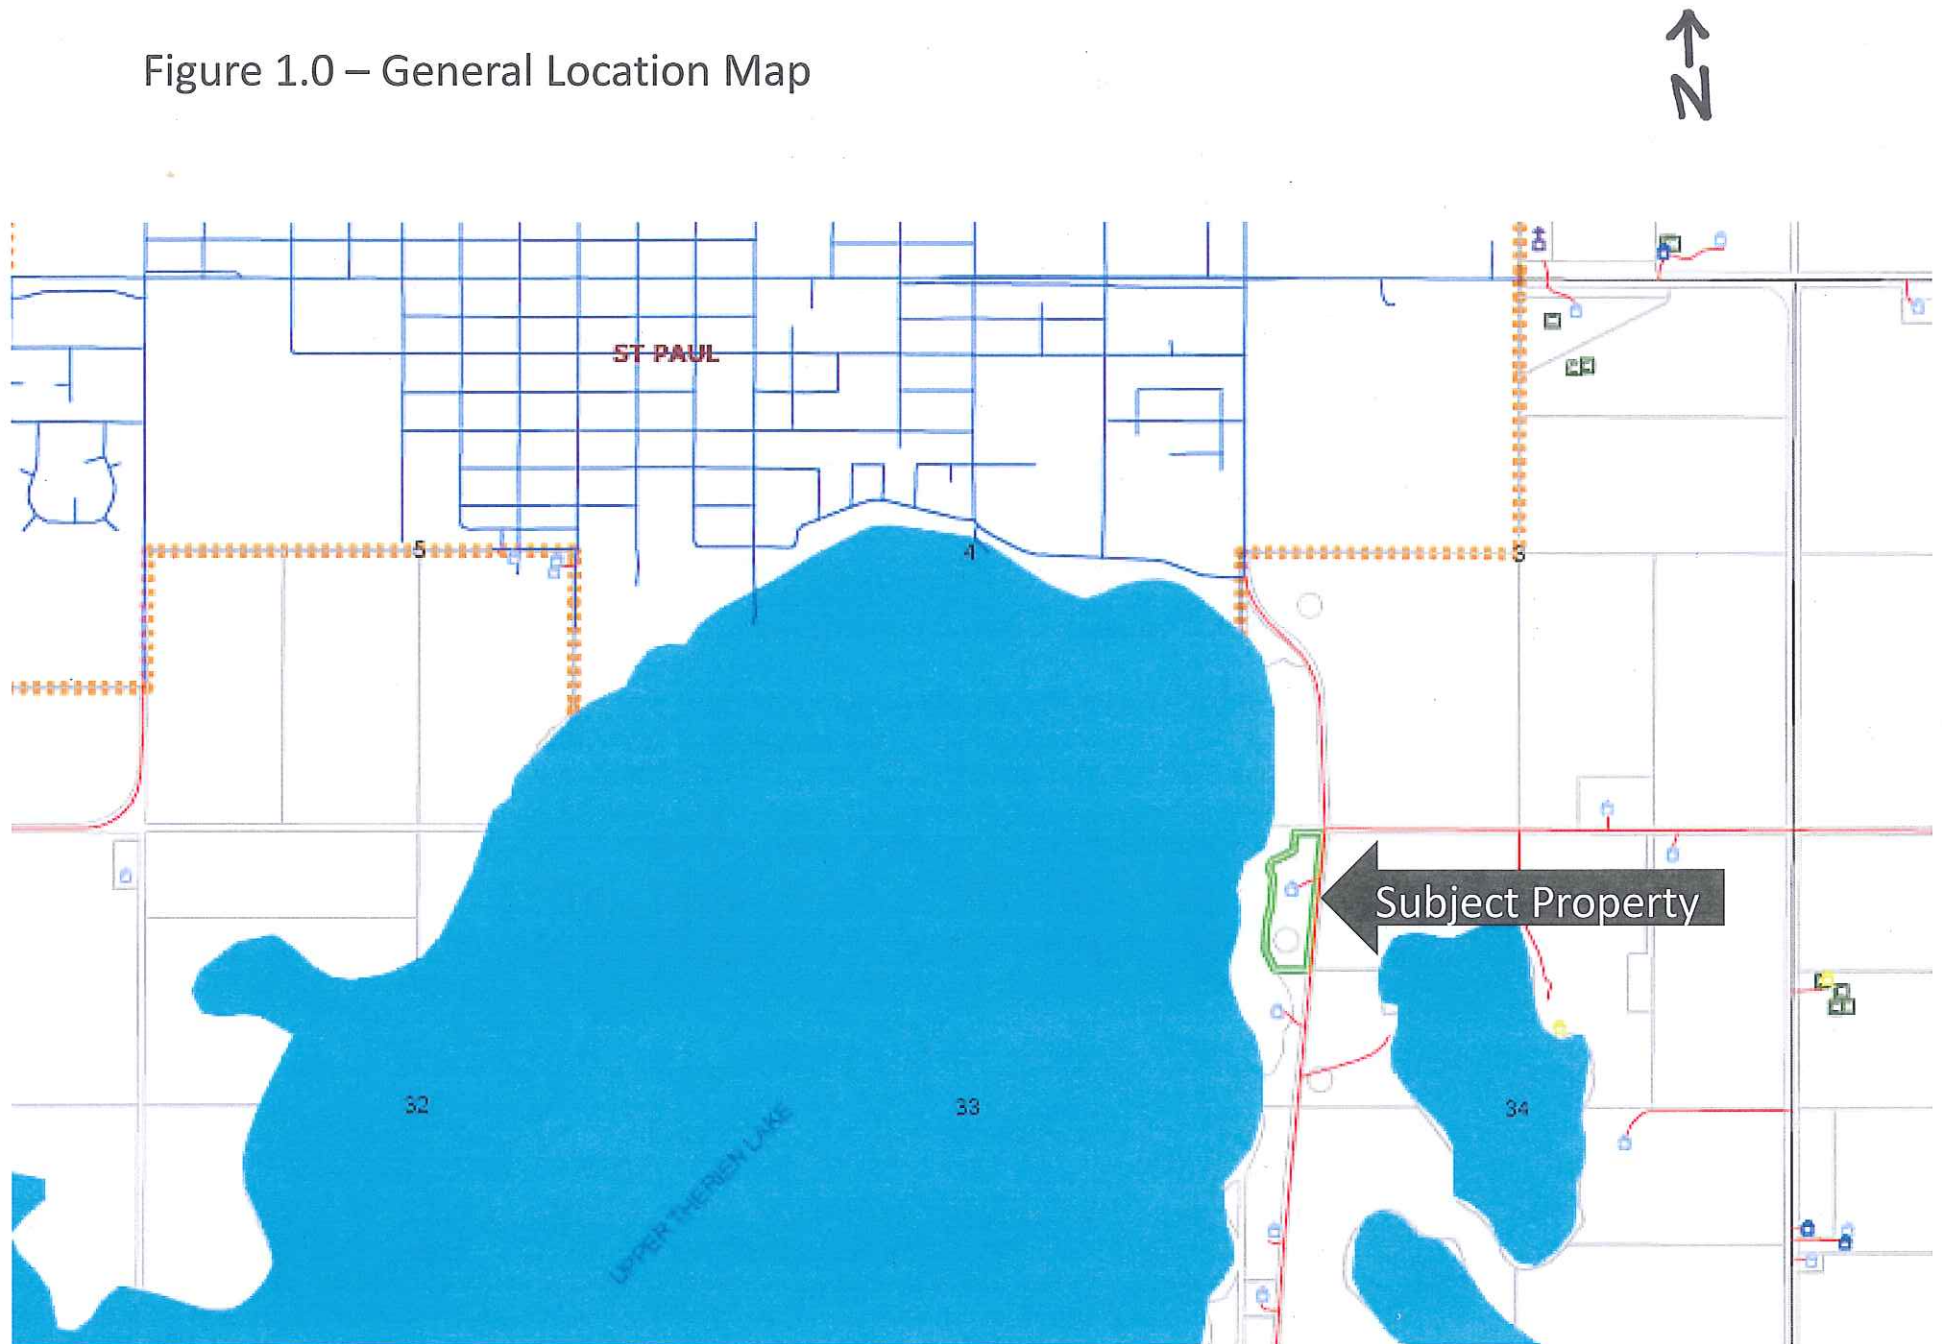 Figure 1.0 – General Location Map
N
ST PAUL
5
4
3
Subject Property
32
33
34
UPPER THERIEN LAKE